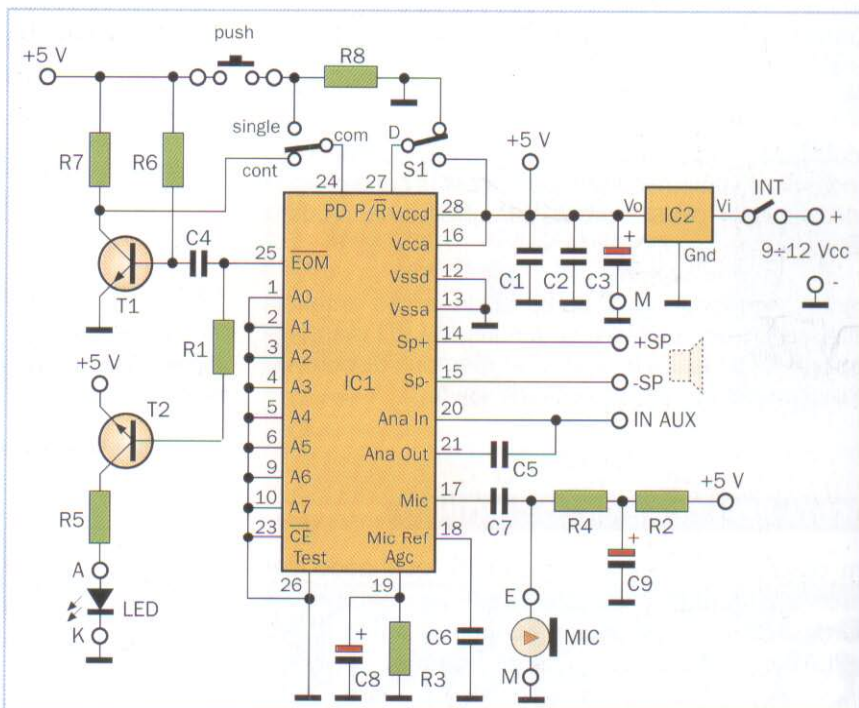 push
+5 V
R8
single
com
D
cont
S1
+5 V
R7
R6
24
27
INT
PD
P/R̅
Vccd
28
Vo
IC2
Vi
+
Vcca
16
Gnd
9÷12 Vcc
C4
25
E̅O̅M̅
Vssd
12
C1
C2
+
C3
-
T1
1
A0
Vssa
13
M
2
A1
Sp+
14
+SP
R1
3
A2
+5 V
4
A3
IC1
Sp-
15
-SP
T2
5
A4
Ana In
20
IN AUX
6
A5
Ana Out
21
C5
9
A6
+5 V
R5
10
A7
Mic
17
C7
R4
R2
23
C̅E̅
Mic Ref
18
A
Test
Agc
+
C9
26
19
E
LED
+
C6
MIC
K
C8
R3
M